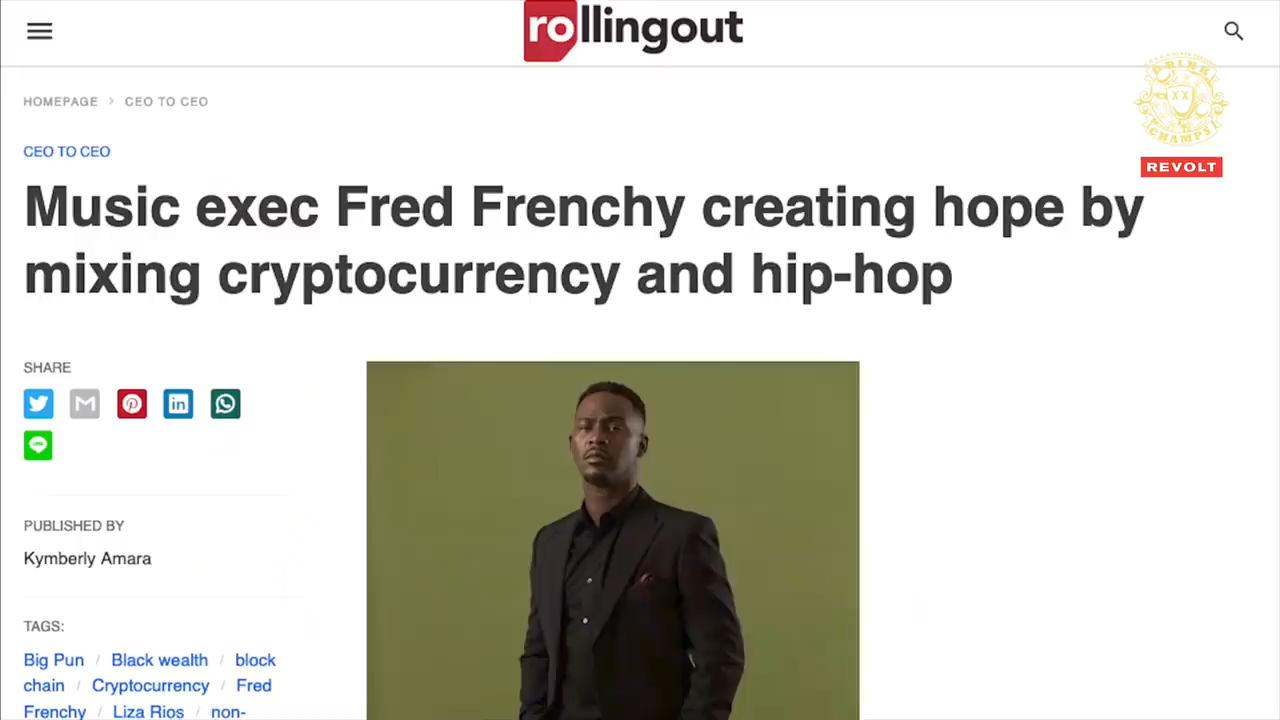 rollingout
DRINK
CHAMPS
REVOLT
HOMEPAGE > CEO TO CEO
CEO TO CEO
Music exec Fred Frenchy creating hope by
mixing cryptocurrency and hip-hop
SHARE
PUBLISHED BY
Kymberly Amara
TAGS:
Big Pun / Black wealth / block
chain / Cryptocurrency / Fred
Frenchy / Liza Rios / non-